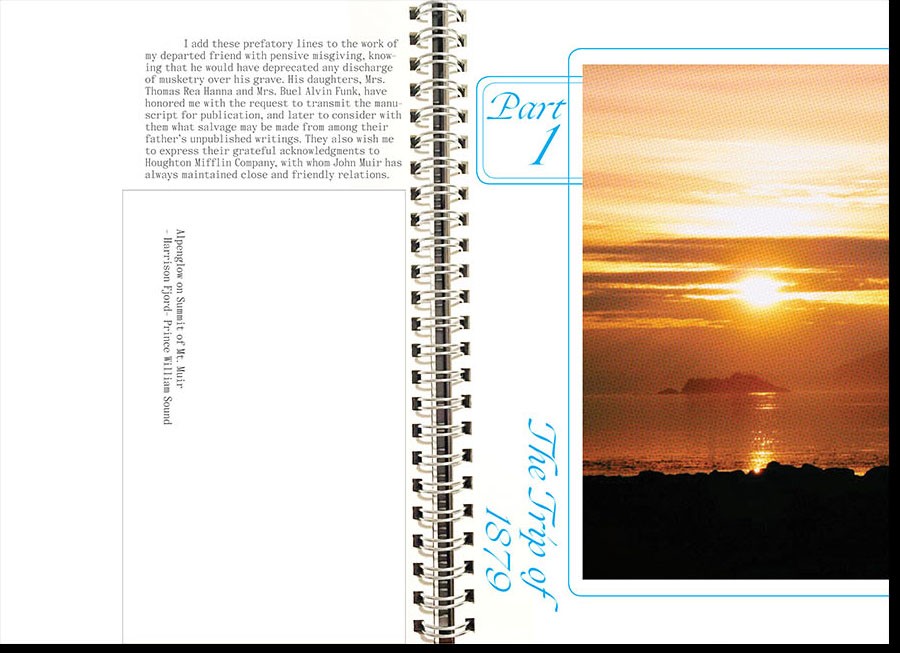 I add these prefatory lines to the work of
my departed friend with pensive misgiving, know-
ing that he would have deprecated any discharge
of musketry over his grave. His daughters, Mrs.
Thomas Rea Hanna and Mrs. Buel Alvin Funk, have
honored me with the request to transmit the manu-
script for publication, and later to consider with
them what salvage may be made from among their
father's unpublished writings. They also wish me
to express their grateful acknowledgments to
Houghton Mifflin Company, with whom John Muir has
always maintained close and friendly relations.
Alpenglow on Summit of Mt. Muir
- Harrison Fjord- Prince William Sound
Part
1
The Trip of
1879